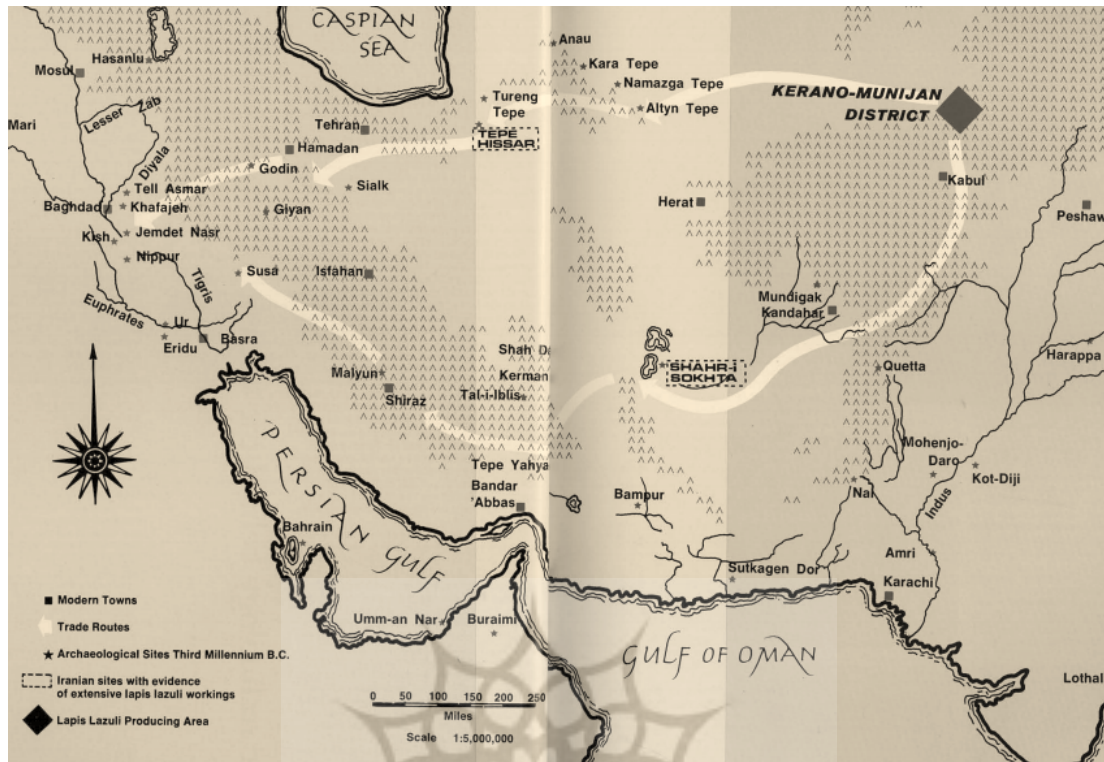 CASPIAN
SEA
Anau
Hasanlu
Kara Tepe
Mosul
Namazga Tepe
KERANO-MUNIJAN
DISTRICT
Tureng
Tepe
Altyn Tepe
Lesser Zab
Mari
Tehran
TEPE
HISSAR
Hamadan
Diyala
Godin
Kabul
Tell Asmar
Sialk
Baghdad
Khafajeh
Giyan
Herat
Peshaw
Kish
Jemdet Nasr
Nippur
Susa
Isfahan
Tigris
Mundigak
Kandahar
Euphrates
Ur
Eridu
Basra
Shah D
Harappa
Malyun
Kerman
SHAHR-i
SOKHTA
Quetta
Shiraz
Tal-i-Iblis
PERSIAN GULF
Mohenjo-
Daro
Kot-Diji
Tepe Yahya
Bandar
Abbas
Bampur
Nal
Indus
Bahrain
Amri
Sutkagen Dor
Karachi
Umm-an Nar
Buraimi
GULF OF OMAN
Lothal
Modern Towns
Trade Routes
Archaeological Sites Third Millennium B.C.
Iranian sites with evidence
of extensive lapis lazuli workings
Lapis Lazuli Producing Area
0 50 100 150 200 250
Miles
Scale 1:5,000,000